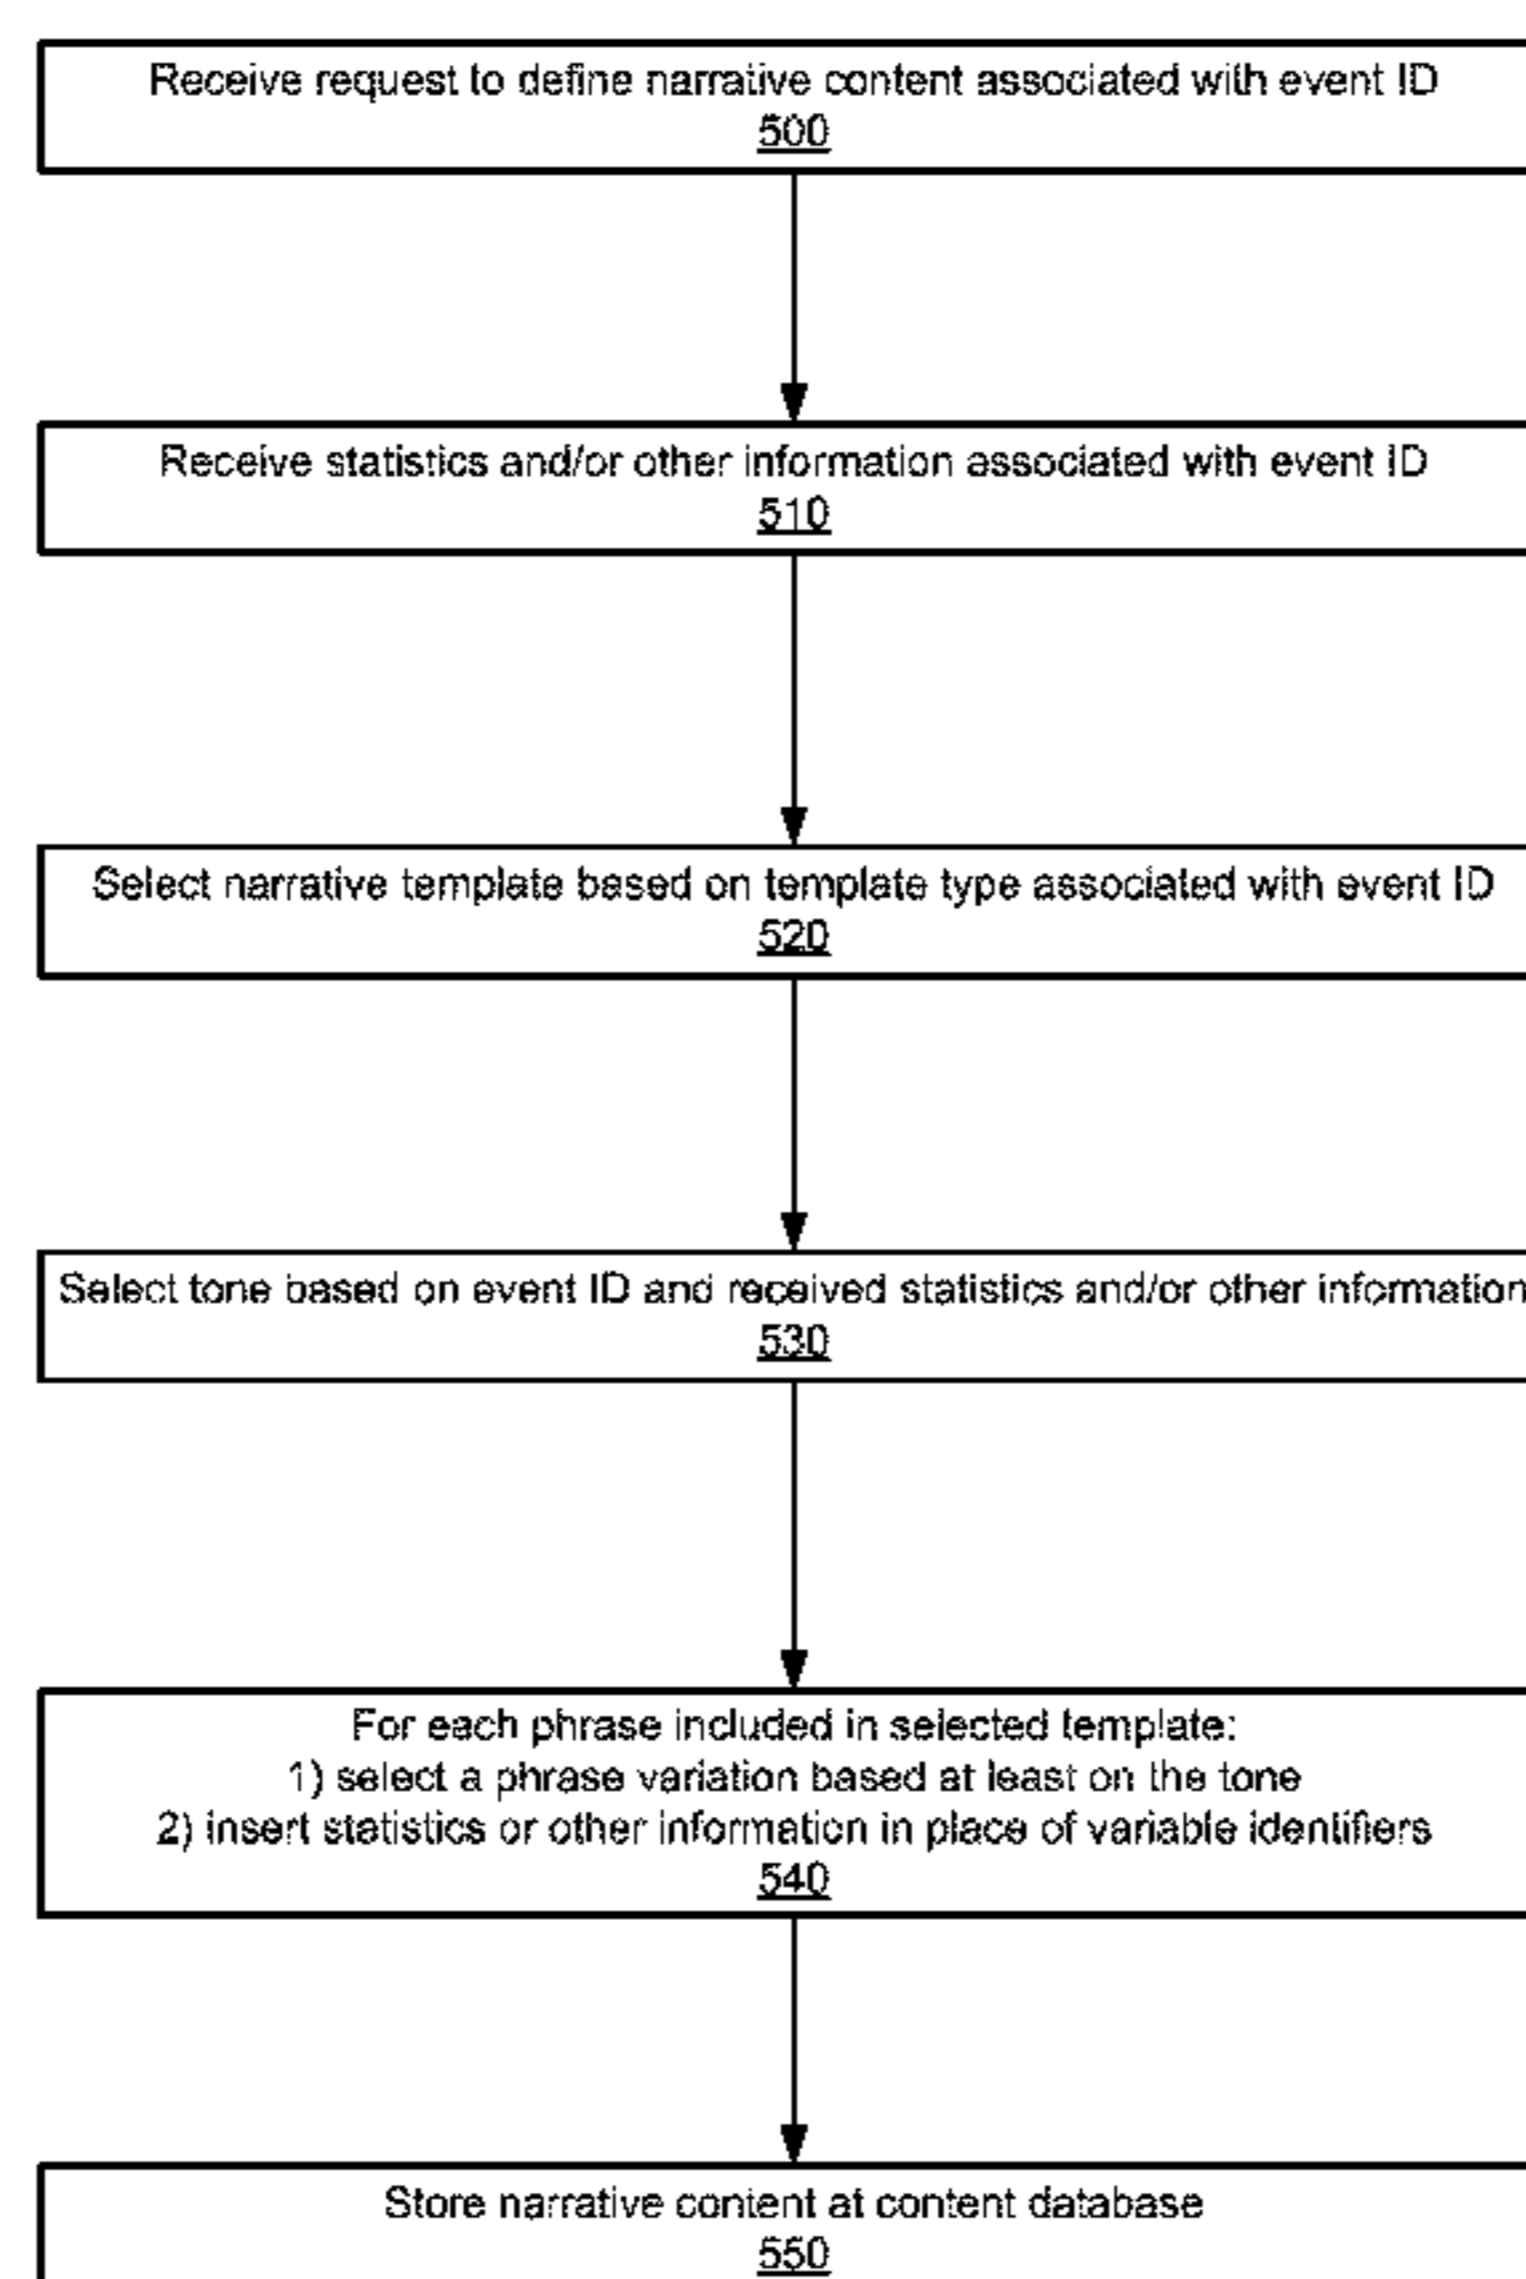 Receive request to define narrative content associated with event ID
500
Receive statistics and/or other information associated with event ID
510
Select narrative template based on template type associated with event ID
520
Select tone based on event ID and received statistics and/or other information
530
For each phrase included in selected template:
1) select a phrase variation based at least on the tone
2) insert statistics or other information in place of variable identifiers
540
Store narrative content at content database
550